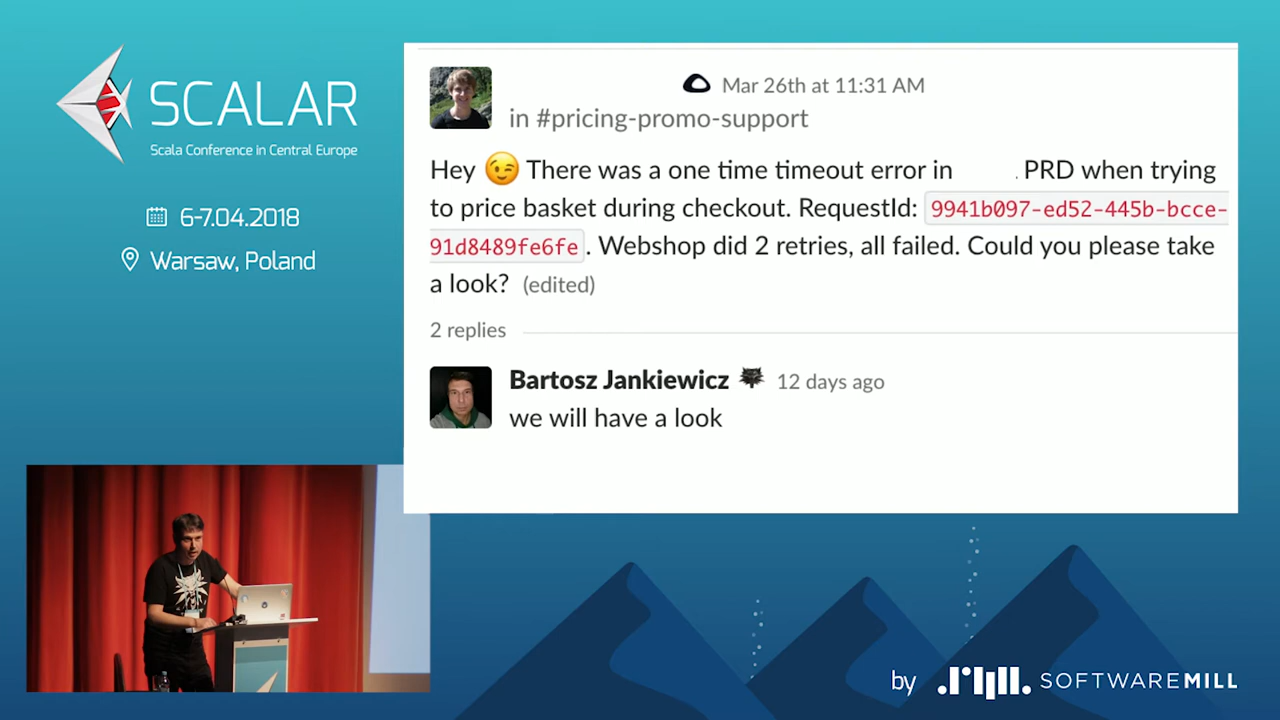 SCALAR
Scala Conference in Central Europe
6-7.04.2018
Warsaw, Poland
Mar 26th at 11:31 AM
in #pricing-promo-support
Hey There was a one time timeout error in . PRD when trying
to price basket during checkout. RequestId: 9941b097-ed52-445b-bcce-
91d8489fe6fe. Webshop did 2 retries, all failed. Could you please take
a look? (edited)
2 replies
Bartosz Jankiewicz 12 days ago
we will have a look
by SOFTWAREMILL